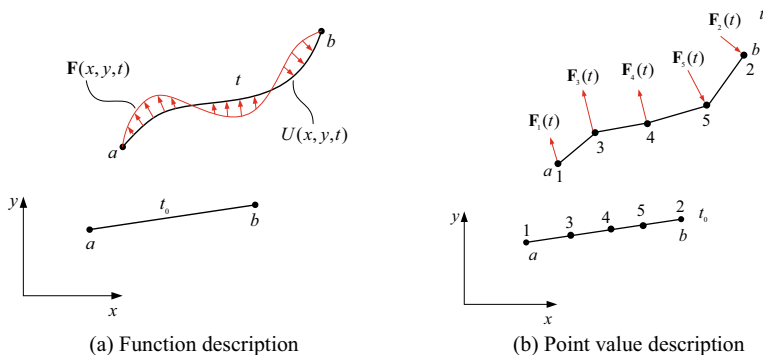 F(x, y,t)
t
b
a
U(x, y,t)
y
t₀
a
b
x
(a) Function description
F₂(t)
t
b
2
F₃(t)
F₄(t)
F₅(t)
F₁(t)
5
4
3
a
1
y
1
3
4
5
2
t₀
a
b
x
(b) Point value description